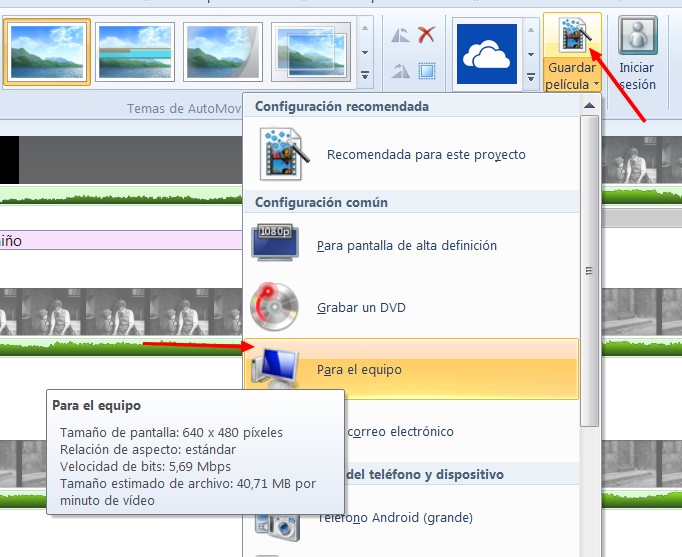 Guardar
película
Iniciar
sesión
Temas de AutoMov
Configuración recomendada
Recomendada para este proyecto
Configuración común
1080p
Para pantalla de alta definición
iño
Grabar un DVD
Para el equipo
Para el equipo
Tamaño de pantalla: 640 x 480 píxeles
Relación de aspecto: estándar
Velocidad de bits: 5,69 Mbps
Tamaño estimado de archivo: 40,71 MB por
minuto de vídeo
correo electrónico
del teléfono y dispositivo
Teléfono Android (grande)